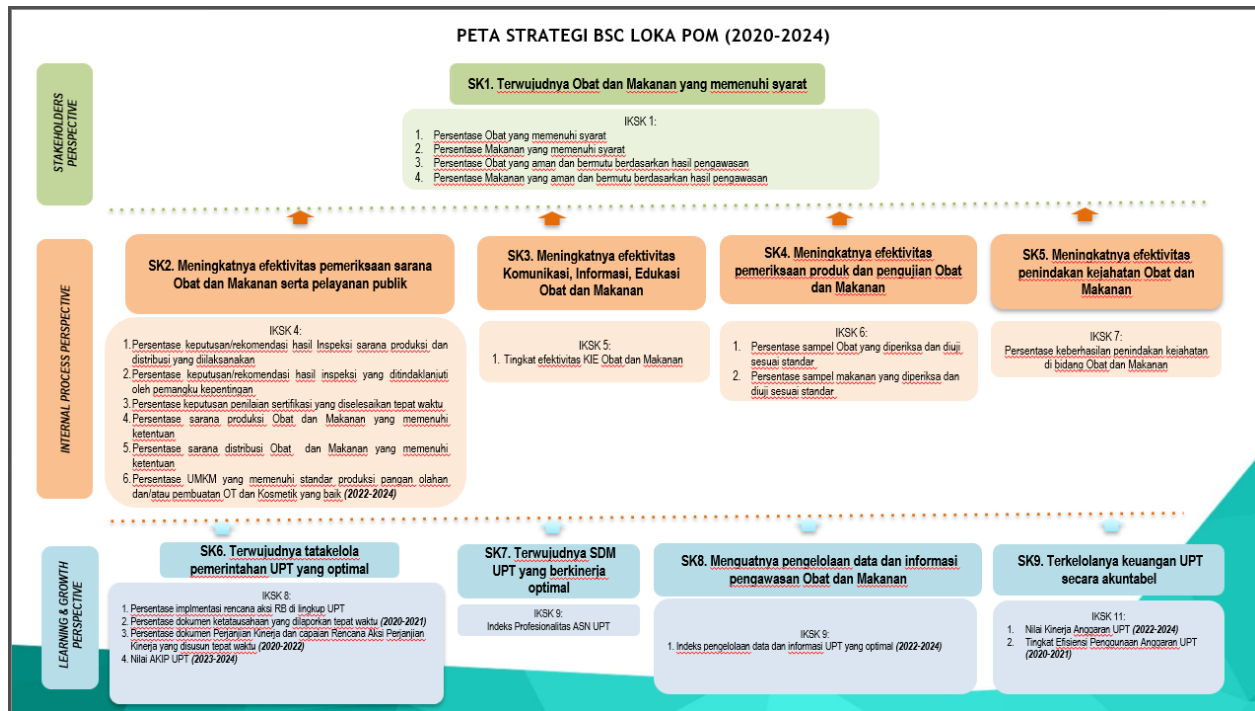 PETA STRATEGI BSC LOKA POM (2020-2024)
STAKEHOLDERS
PERSPECTIVE
SK1. Terwujudnya Obat dan Makanan yang memenuhi syarat
IKSK 1:
1. Persentase Obat yang memenuhi syarat
2. Persentase Makanan yang memenuhi syarat
3. Persentase Obat yang aman dan bermutu berdasarkan hasil pengawasan
4. Persentase Makanan yang aman dan bermutu berdasarkan hasil pengawasan
INTERNAL PROCESS PERSPECTIVE
SK2. Meningkatnya efektivitas pemeriksaan sarana
Obat dan Makanan serta pelayanan publik
IKSK 4:
1. Persentase keputusan/rekomendasi hasil Inspeksi sarana produksi dan
distribusi yang diilaksanakan
2. Persentase keputusan/rekomendasi hasil inspeksi yang ditindaklanjuti
oleh pemangku kepentingan
3. Persentase keputusan penilaian sertifikasi yang diselesaikan tepat waktu
4. Persentase sarana produksi Obat dan Makanan yang memenuhi
ketentuan
5. Persentase sarana distribusi Obat dan Makanan yang memenuhi
ketentuan
6. Persentase UMKM yang memenuhi standar produksi pangan olahan
dan/atau pembuatan OT dan Kosmetik yang baik (2022-2024)
SK3. Meningkatnya efektivitas
Komunikasi, Informasi, Edukasi
Obat dan Makanan
IKSK 5:
1. Tingkat efektivitas KIE Obat dan Makanan
SK4. Meningkatnya efektivitas
pemeriksaan produk dan pengujian Obat
dan Makanan
IKSK 6:
1. Persentase sampel Obat yang diperiksa dan diuji
sesuai standar
2. Persentase sampel makanan yang diperiksa dan
diuji sesuai standar
SK5. Meningkatnya efektivitas
penindakan kejahatan Obat dan
Makanan
IKSK 7:
Persentase keberhasilan penindakan kejahatan
di bidang Obat dan Makanan
LEARNING & GROWTH
PERSPECTIVE
SK6. Terwujudnya tatakelola
pemerintahan UPT yang optimal
IKSK 8:
1. Persentase implmentasi rencana aksi RB di lingkup UPT
2. Persentase dokumen ketatausahaan yang dilaporkan tepat waktu (2020-2021)
3. Persentase dokumen Perjanjian Kinerja dan capaian Rencana Aksi Perjanjian
Kinerja yang disusun tepat waktu (2020-2022)
4. Nilai AKIP UPT (2023-2024)
SK7. Terwujudnya SDM
UPT yang berkinerja
optimal
IKSK 9:
Indeks Profesionalitas ASN UPT
SK8. Menguatnya pengelolaan data dan informasi
pengawasan Obat dan Makanan
IKSK 9:
1. Indeks pengelolaan data dan informasi UPT yang optimal (2022-2024)
SK9. Terkelolanya keuangan UPT
secara akuntabel
IKSK 11:
1. Nilai Kinerja Anggaran UPT (2022-2024)
2. Tingkat Efisiensi Penggunaan Anggaran UPT
(2020-2021)